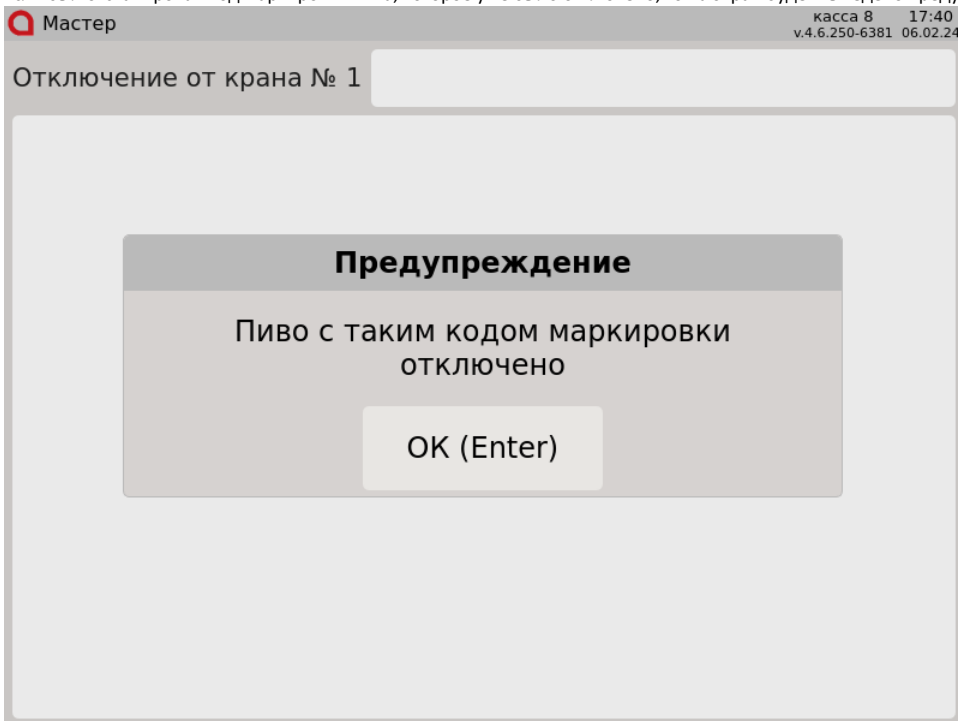 Мастер
касса 8 17:40
v.4.6.250-6381 06.02.24
Отключение от крана № 1
Предупреждение
Пиво с таким кодом маркировки
отключено
ОК (Enter)